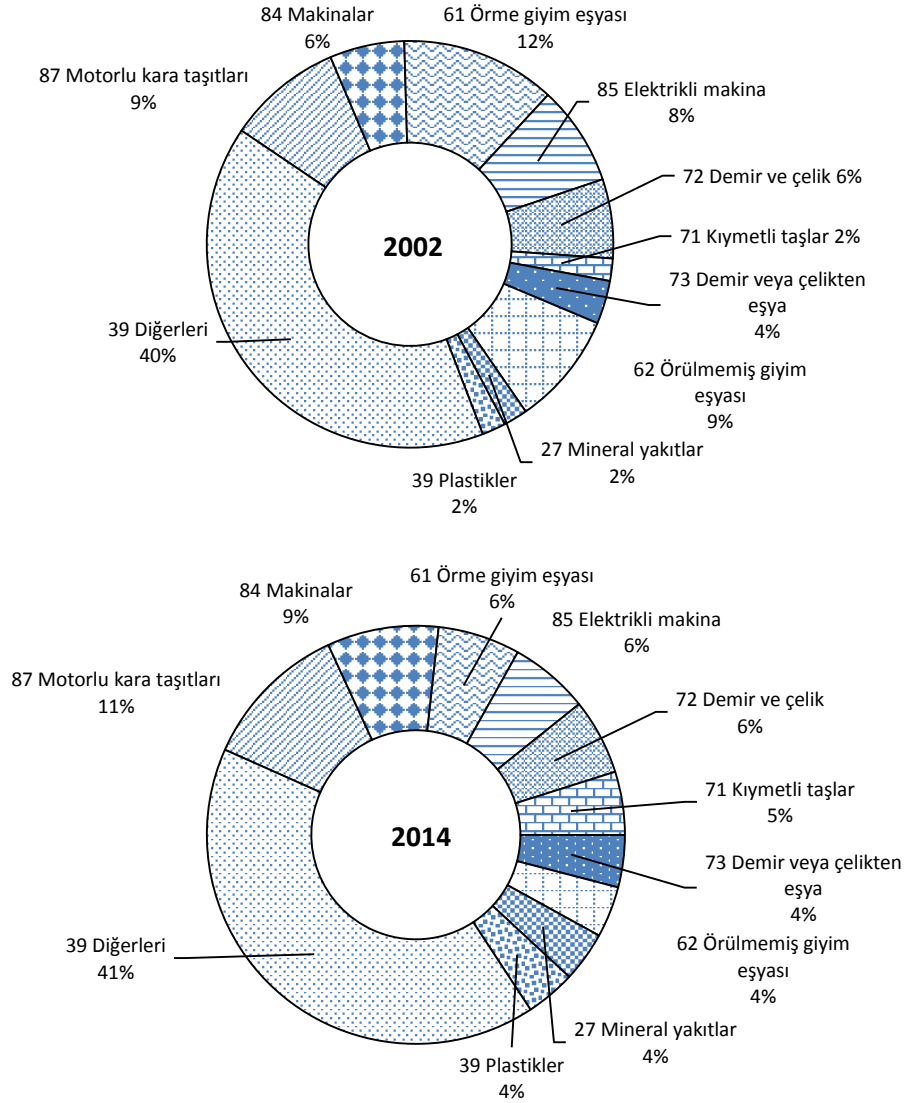 84 Makinalar
6%
61 Örme giyim eşyası
12%
87 Motorlu kara taşıtları
9%
85 Elektrikli makina
8%
72 Demir ve çelik 6%
71 Kıymetli taşlar 2%
2002
73 Demir veya çelikten
eşya
4%
39 Diğerleri
40%
62 Örülmemiş giyim
eşyası
9%
27 Mineral yakıtlar
2%
39 Plastikler
2%
84 Makinalar
9%
61 Örme giyim eşyası
6%
85 Elektrikli makina
6%
87 Motorlu kara taşıtları
11%
72 Demir ve çelik
6%
71 Kıymetli taşlar
5%
2014
73 Demir veya çelikten
eşya
4%
39 Diğerleri
41%
62 Örülmemiş giyim
eşyası
4%
27 Mineral yakıtlar
4%
39 Plastikler
4%